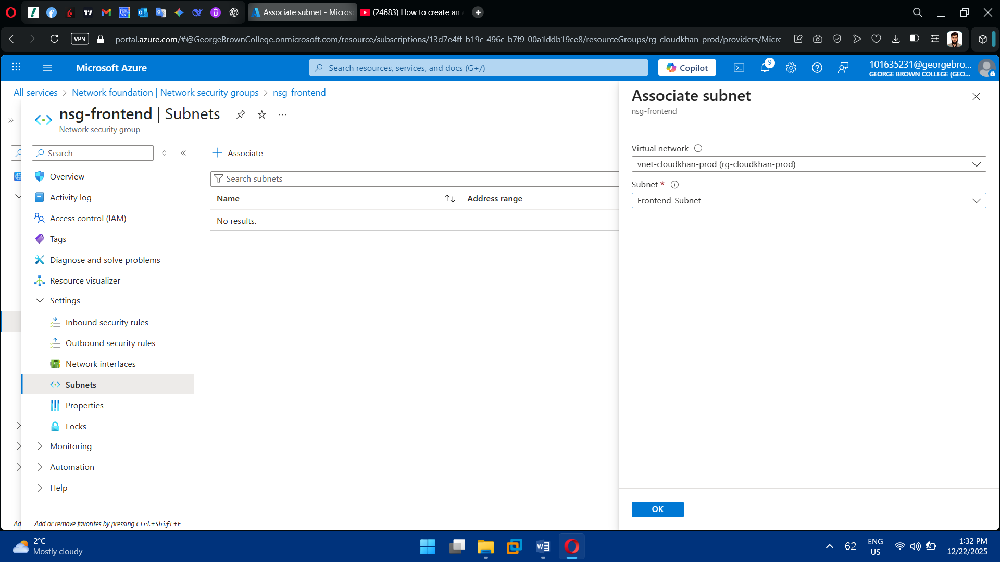 Associate subnet - Micros
(24683) How to create an
VPN
portal.azure.com/#@GeorgeBrownCollege.onmicrosoft.com/resource/subscriptions/13d7e4ff-b19c-496c-b7f9-00a1ddb19ce8/resourceGroups/rg-cloudkhan-prod/providers/Micro
Microsoft Azure
Search resources, services, and docs (G+/)
Copilot
9
101635231@georgebro...
GEORGE BROWN COLLEGE (GEO...
All services > Network foundation | Network security groups > nsg-frontend
nsg-frontend | Subnets
Network security group
Search
Overview
Activity log
Access control (IAM)
Tags
Diagnose and solve problems
Resource visualizer
Settings
Inbound security rules
Outbound security rules
Network interfaces
Subnets
Properties
Locks
Monitoring
Automation
Help
Ad
Add or remove favorites by pressing Ctrl+Shift+F
Associate
Search subnets
Name
Address range
No results.
Associate subnet
nsg-frontend
Virtual network
vnet-cloudkhan-prod (rg-cloudkhan-prod)
Subnet *
Frontend-Subnet
OK
2°C
Mostly cloudy
62
ENG
US
1:32 PM
12/22/2025